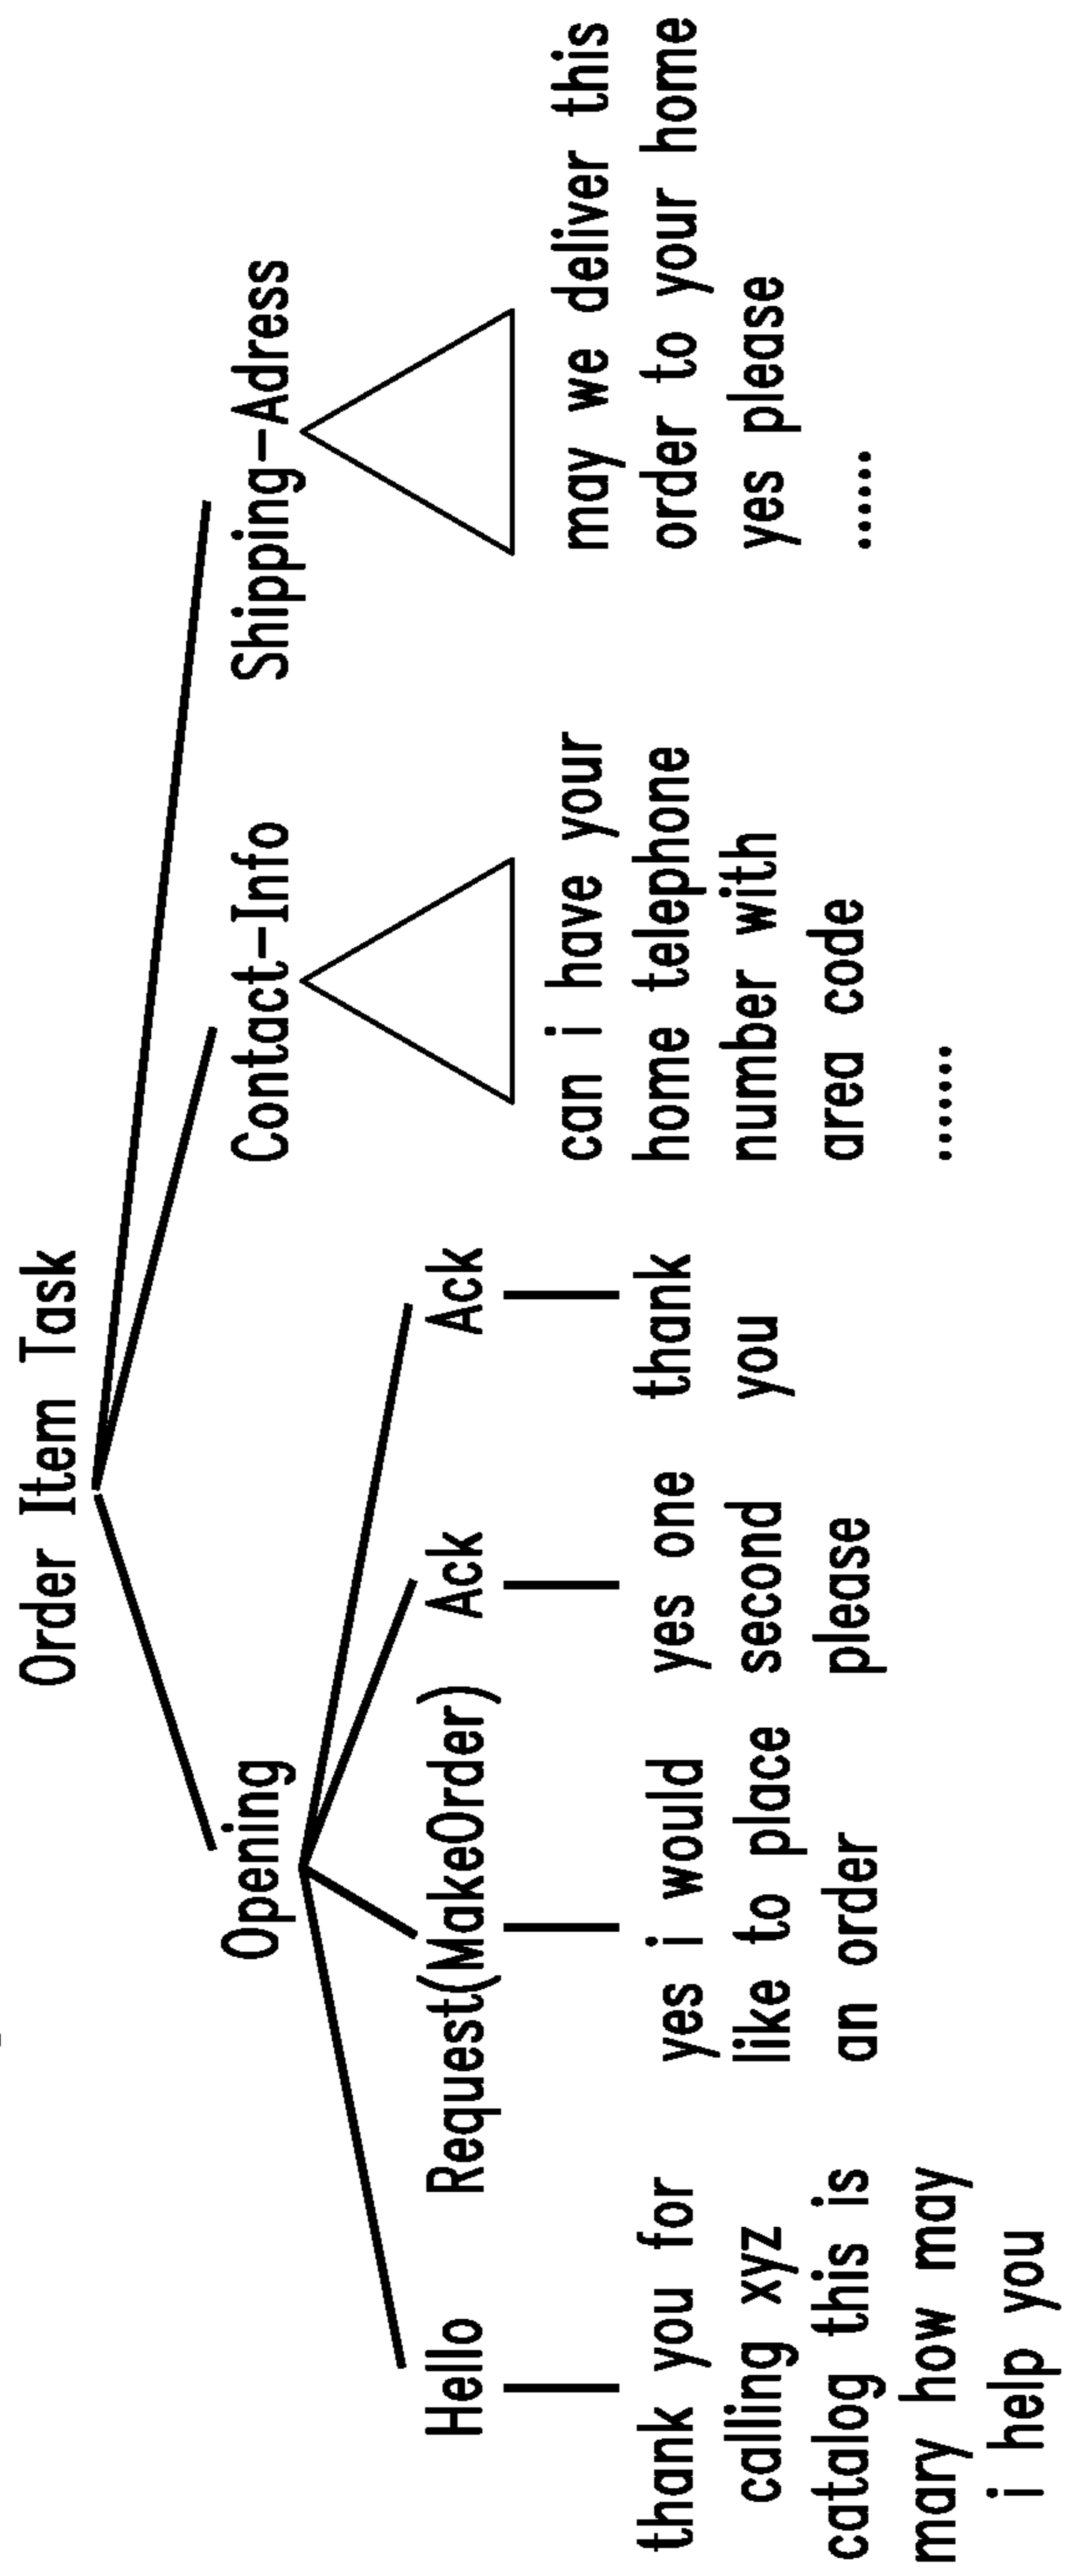 Order Item Task
Opening
Contact-Info
Shipping-Adress
Hello
Request(MakeOrder)
Ack
Ack
thank you for
calling xyz
catalog this is
mary how may
i help you
yes i would
like to place
an order
yes one
second
please
thank
you
can i have your
home telephone
number with
area code
.......
may we deliver this
order to your home
yes please
......